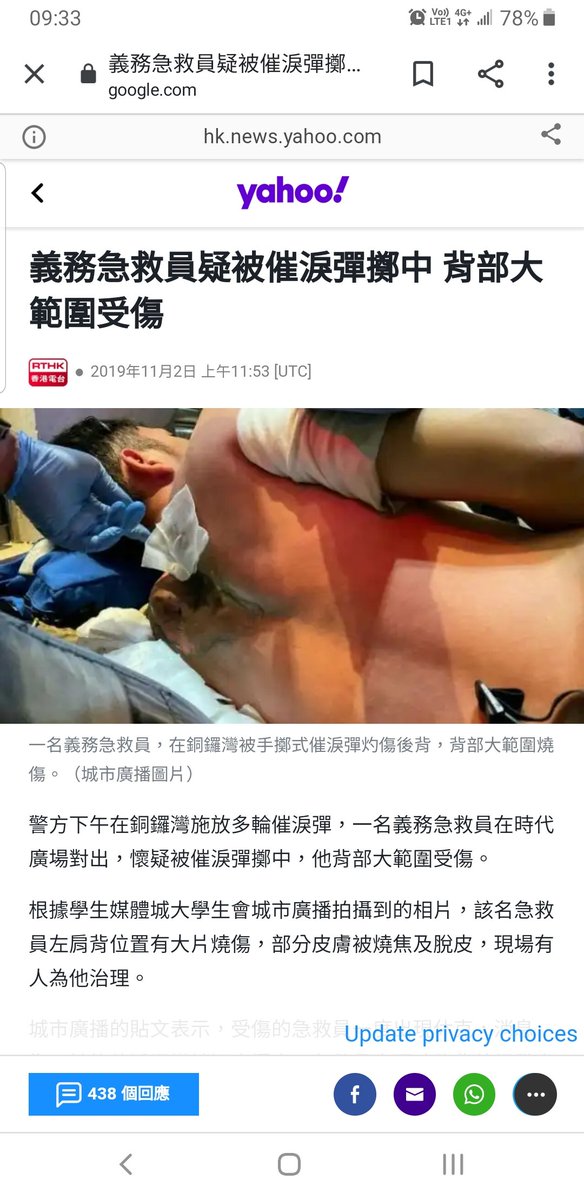 09:33
Vo)) LTE1 4G+ 78%
義務急救員疑被催淚彈擲...
google.com
hk.news.yahoo.com
yahoo!
義務急救員疑被催淚彈擲中 背部大
範圍受傷
RTHK
香港電台
2019年11月2日 上午11:53 [UTC]
一名義務急救員，在銅鑼灣被手擲式催淚彈灼傷後背，背部大範圍燒
傷。（城市廣播圖片）
警方下午在銅鑼灣施放多輪催淚彈，一名義務急救員在時代
廣場對出，懷疑被催淚彈擲中，他背部大範圍受傷。
根據學生媒體城大學生會城市廣播拍攝到的相片，該名急救
員左肩背位置有大片燒傷，部分皮膚被燒焦及脫皮，現場有
人為他治理。
城市廣播的貼文表示，受傷的急救員
Update privacy choices
438 個回應